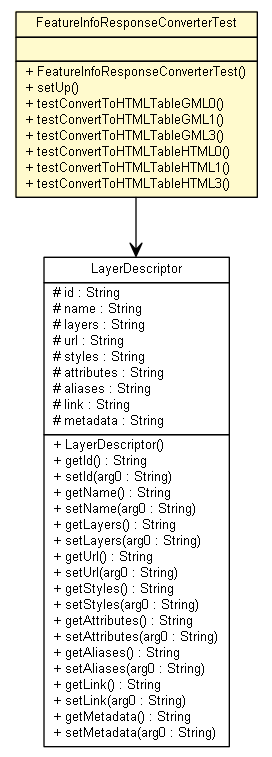 FeatureInfoResponseConverterTest
+ FeatureInfoResponseConverterTest()
+ setUp()
+ testConvertToHTMLTableGML0()
+ testConvertToHTMLTableGML1()
+ testConvertToHTMLTableGML3()
+ testConvertToHTMLTableHTML0()
+ testConvertToHTMLTableHTML1()
+ testConvertToHTMLTableHTML3()
LayerDescriptor
# id : String
# name : String
# layers : String
# url : String
# styles : String
# attributes : String
# aliases : String
# link : String
# metadata : String
+ LayerDescriptor()
+ getId() : String
+ setId(arg0 : String)
+ getName() : String
+ setName(arg0 : String)
+ getLayers() : String
+ setLayers(arg0 : String)
+ getUrl() : String
+ setUrl(arg0 : String)
+ getStyles() : String
+ setStyles(arg0 : String)
+ getAttributes() : String
+ setAttributes(arg0 : String)
+ getAliases() : String
+ setAliases(arg0 : String)
+ getLink() : String
+ setLink(arg0 : String)
+ getMetadata() : String
+ setMetadata(arg0 : String)